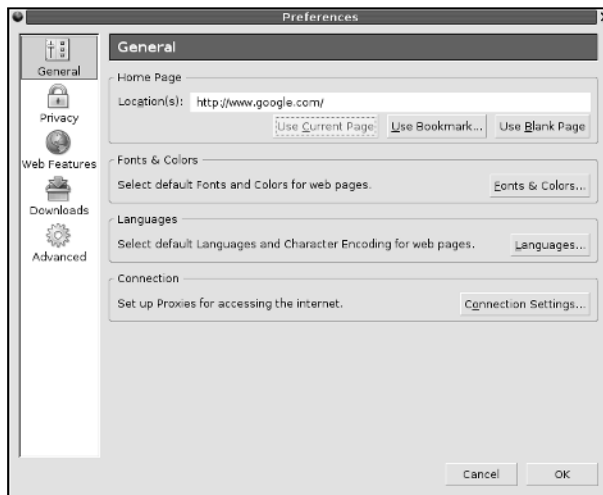 Preferences
General
General
Privacy
Web Features
Downloads
Advanced
Home Page
Location(s): http://www.google.com/
Use Current Page Use Bookmark... Use Blank Page
Fonts & Colors
Select default Fonts and Colors for web pages. Fonts & Colors...
Languages
Select default Languages and Character Encoding for web pages. Languages...
Connection
Set up Proxies for accessing the internet. Connection Settings...
Cancel OK